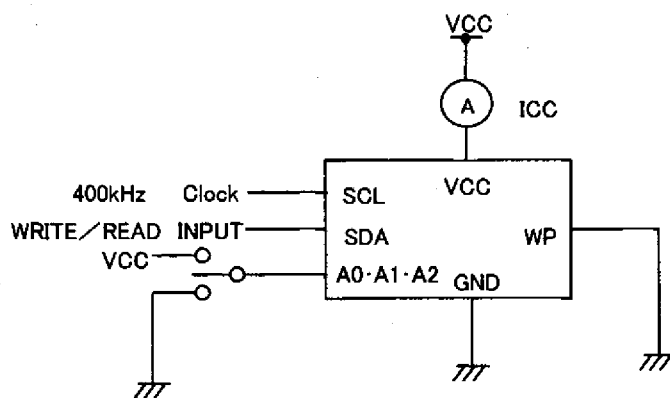 VCC
A ICC
400kHz Clock SCL VCC
WRITE／READ INPUT SDA WP
VCC
A0·A1·A2 GND